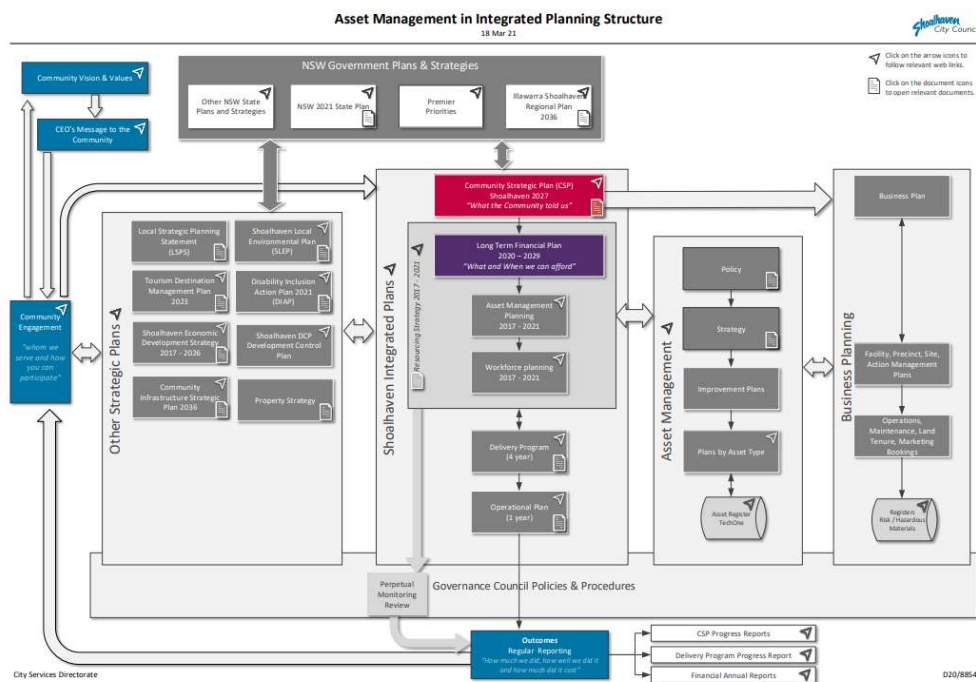 Asset Management in Integrated Planning Structure
18 Mar 21
Shoalhaven
City Counc
Click on the arrow icons to
follow relevant web links.
Click on the document icons
to open relevant documents.
Community Vision & Values
CEO's Message to the
Community
NSW Government Plans & Strategies
Other NSW State
Plans and Strategies
NSW 2021 State Plan
Premier
Priorities
Illawarra Shoalhaven
Regional Plan
2036
Community
Engagement
"whom we
serve and how
you can
participate"
Other Strategic Plans
Local Strategic Planning
Statement
(LSPS)
Shoalhaven Local
Environmental Plan
(SLEP)
Tourism Destination
Management Plan
2023
Disability Inclusion
Action Plan 2021
(DIAP)
Shoalhaven Economic
Development Strategy
2017 - 2026
Shoalhaven DCP
Development Control
Plan
Community
Infrastructure Strategic
Plan 2036
Property Strategy
Shoalhaven Integrated Plans
Community Strategic Plan (CSP)
Shoalhaven 2027
"What the Community told us"
Resourcing Strategy 2017 - 2021
Long Term Financial Plan
2020 – 2029
"What and When we can afford"
Asset Management
Planning
2017 - 2021
Workforce planning
2017 - 2021
Delivery Program
(4 year)
Operational Plan
(1 year)
Asset Management
Policy
Strategy
Improvement Plans
Plans by Asset Type
Asset Register
TechOne
Business Planning
Business Plan
Facility, Precinct, Site,
Action Management
Plans
Operations,
Maintenance, Land
Tenure, Marketing
Bookings
Registers
Risk / Hazardous
Materials
Governance Council Policies & Procedures
Perpetual
Monitoring
Review
Outcomes
Regular Reporting
"How much we did, how well we did it
and how much did it cost"
CSP Progress Reports
Delivery Program Progress Report
Financial Annual Reports
City Services Directorate
D20/8854